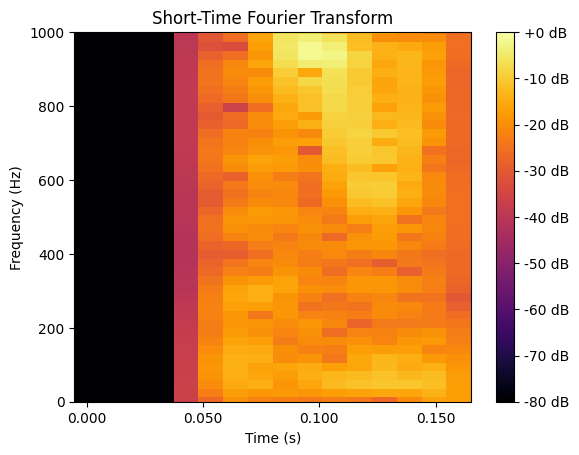 Short-Time Fourier Transform
Frequency (Hz)
1000
800
600
400
200
0
0.000
0.050
0.100
0.150
Time (s)
+0 dB
-10 dB
-20 dB
-30 dB
-40 dB
-50 dB
-60 dB
-70 dB
-80 dB